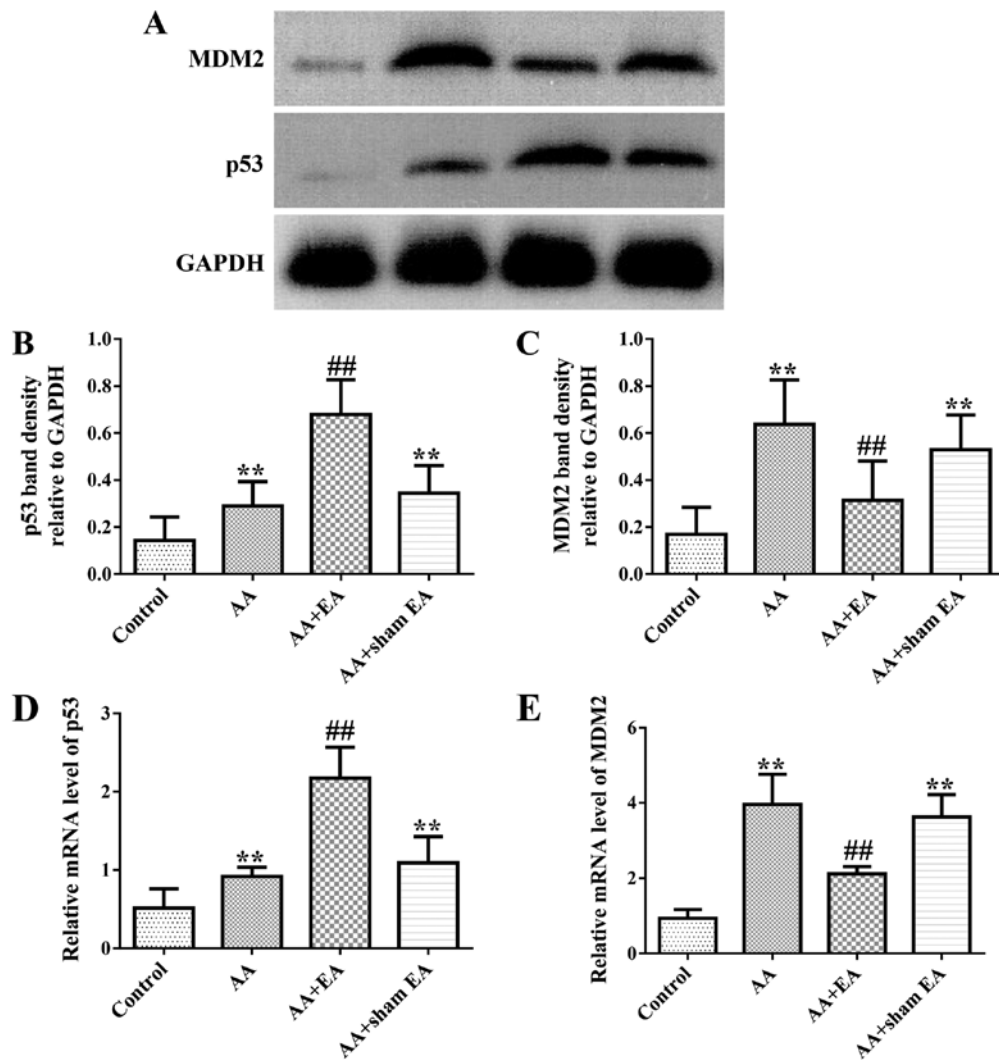 A
MDM2
p53
GAPDH
B
p53 band density
relative to GAPDH
1.0
0.8
0.6
0.4
0.2
0.0
**
##
**
Control
AA
AA+EA
AA+sham EA
C
MDM2 band density
relative to GAPDH
1.0
0.8
0.6
0.4
0.2
0.0
**
##
**
Control
AA
AA+EA
AA+sham EA
D
Relative mRNA level of p53
3
2
1
0
**
##
**
Control
AA
AA+EA
AA+sham EA
E
Relative mRNA level of MDM2
6
4
2
0
**
##
**
Control
AA
AA+EA
AA+sham EA